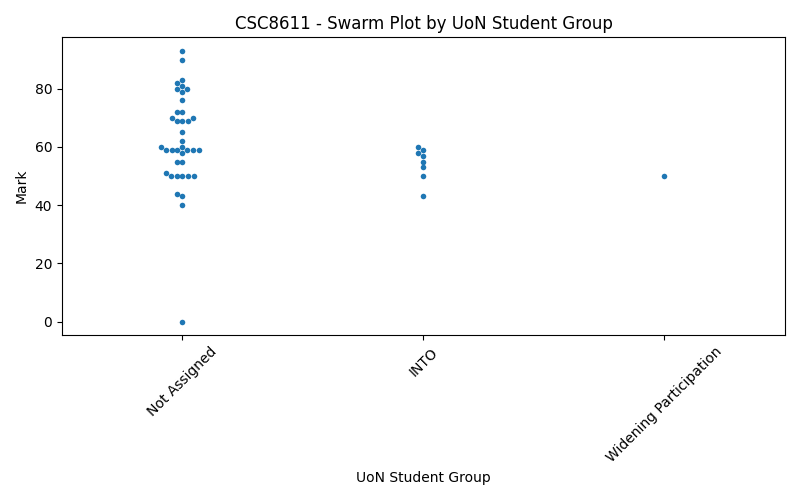 CSC8611 - Swarm Plot by UoN Student Group
80
60
40
20
0
Mark
Not Assigned
INTO
Widening Participation
UoN Student Group